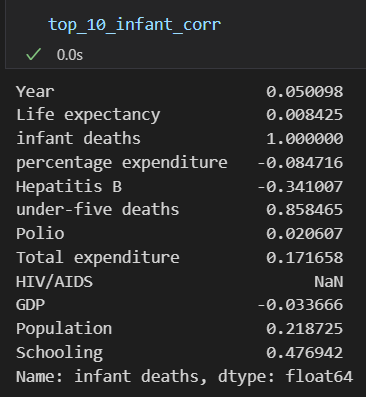 top_10_infant_corr
✓ 0.0s
Year 0.050098
Life expectancy 0.008425
infant deaths 1.000000
percentage expenditure -0.084716
Hepatitis B -0.341007
under-five deaths 0.858465
Polio 0.020607
Total expenditure 0.171658
HIV/AIDS NaN
GDP -0.033666
Population 0.218725
Schooling 0.476942
Name: infant deaths, dtype: float64